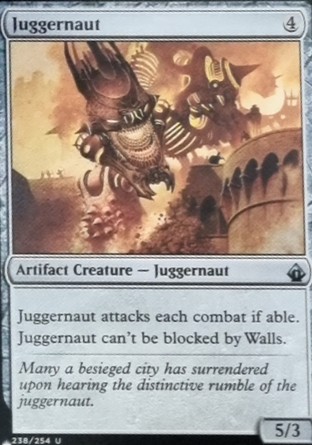 Juggernaut 4
Artifact Creature — Juggernaut
Juggernaut attacks each combat if able.
Juggernaut can't be blocked by Walls.
Many a besieged city has surrendered
upon hearing the distinctive rumble of the
juggernaut.
238/254 U
5/3